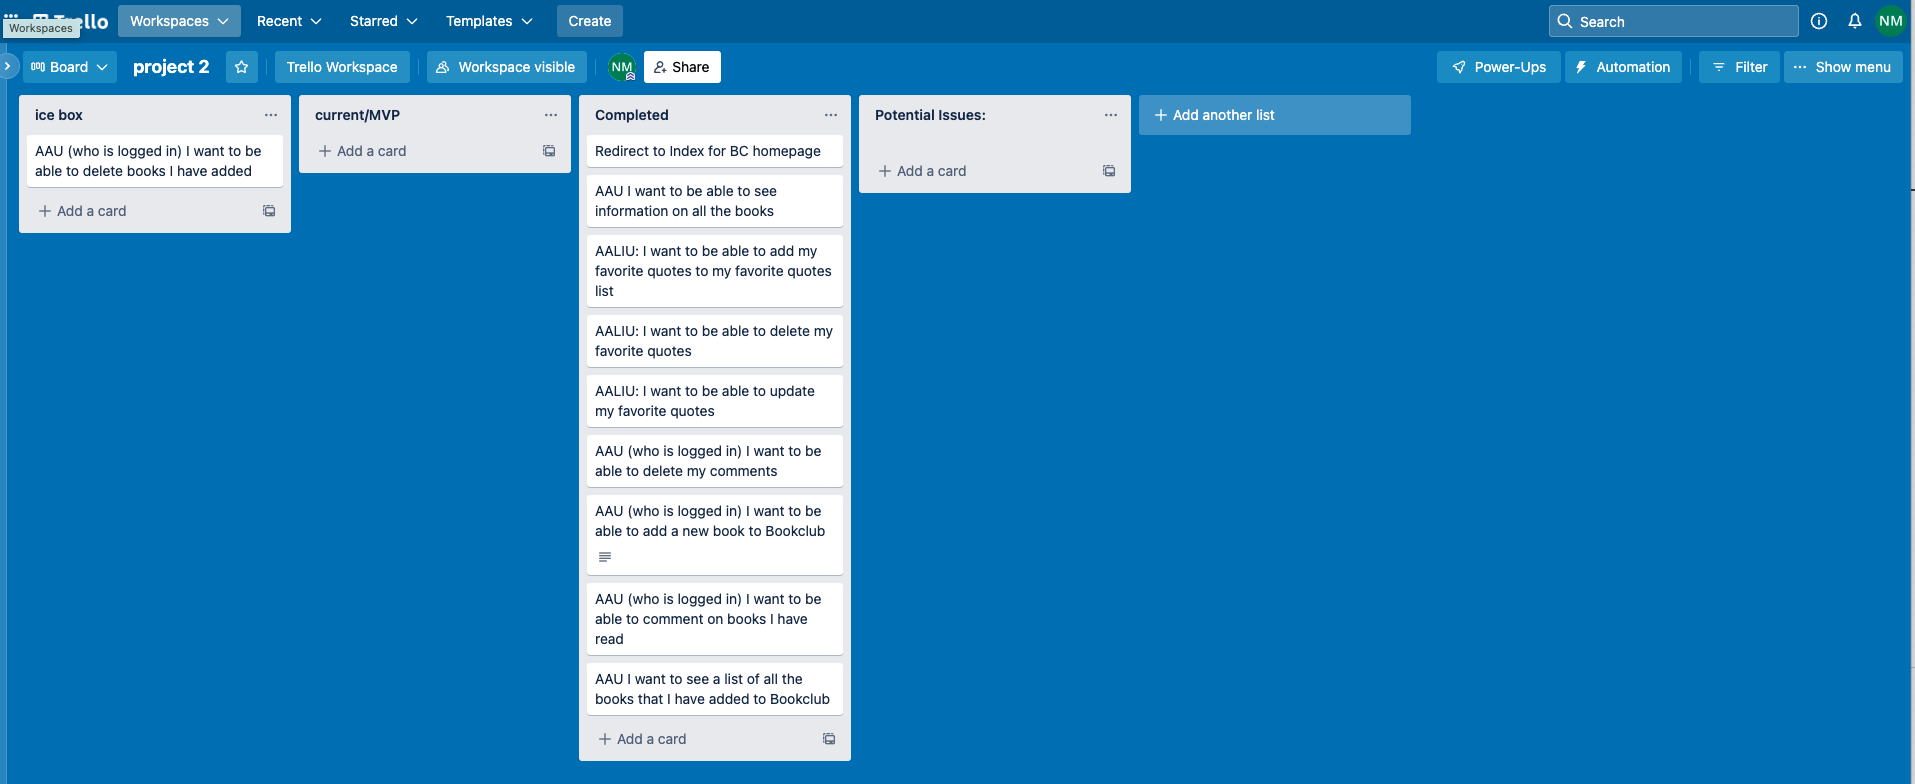 Trello
Workspaces
Recent
Starred
Templates
Create
Search
NM
Workspaces
Board
project 2
Trello Workspace
Workspace visible
NM
Share
Power-Ups
Automation
Filter
Show menu
ice box
AAU (who is logged in) I want to be
able to delete books I have added
Add a card
current/MVP
Add a card
Completed
Redirect to Index for BC homepage
AAU I want to be able to see
information on all the books
AALIU: I want to be able to add my
favorite quotes to my favorite quotes
list
AALIU: I want to be able to delete my
favorite quotes
AALIU: I want to be able to update
my favorite quotes
AAU (who is logged in) I want to be
able to delete my comments
AAU (who is logged in) I want to be
able to add a new book to Bookclub
AAU (who is logged in) I want to be
able to comment on books I have
read
AAU I want to see a list of all the
books that I have added to Bookclub
Add a card
Potential Issues:
Add a card
Add another list